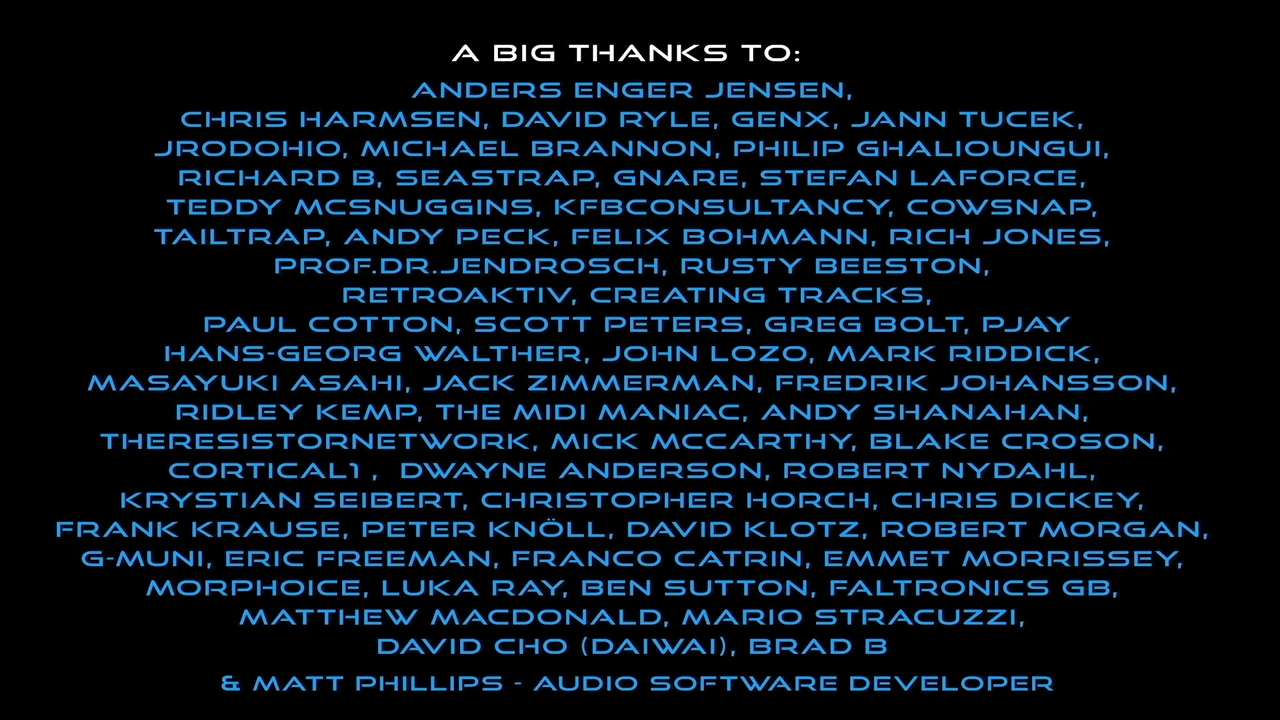 A BIG THANKS TO:
ANDERS ENGER JENSEN,
CHRIS HARMSEN, DAVID RYLE, GENX, JANN TUCEK,
JRODOHIO, MICHAEL BRANNON, PHILIP GHALIOUNGUI,
RICHARD B, SEASTRAP, GNARE, STEFAN LAFORCE,
TEDDY MCSNUGGINS, KFBCONSULTANCY, COWSNAP,
TAILTRAP, ANDY PECK, FELIX BOHMANN, RICH JONES,
PROF.DR.JENDROSCH, RUSTY BEESTON,
RETROAKTIV, CREATING TRACKS,
PAUL COTTON, SCOTT PETERS, GREG BOLT, PJAY
HANS-GEORG WALTHER, JOHN LOZO, MARK RIDDICK,
MASAYUKI ASAHI, JACK ZIMMERMAN, FREDRIK JOHANSSON,
RIDLEY KEMP, THE MIDI MANIAC, ANDY SHANAHAN,
THERESISTORNETWORK, MICK MCCARTHY, BLAKE CROSON,
CORTICAL1 , DWAYNE ANDERSON, ROBERT NYDAHL,
KRYSTIAN SEIBERT, CHRISTOPHER HORCH, CHRIS DICKEY,
FRANK KRAUSE, PETER KNÖLL, DAVID KLOTZ, ROBERT MORGAN,
G-MUNI, ERIC FREEMAN, FRANCO CATRIN, EMMET MORRISSEY,
MORPHOICE, LUKA RAY, BEN SUTTON, FALTRONICS GB,
MATTHEW MACDONALD, MARIO STRACUZZI,
DAVID CHO (DAIWAI), BRAD B
& MATT PHILLIPS - AUDIO SOFTWARE DEVELOPER